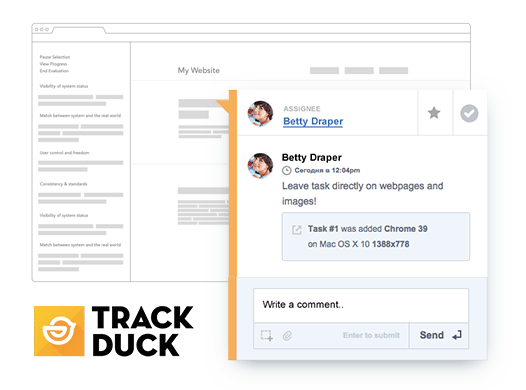 Pause Selection
View Progress
End Evaluation
Visibility of system status
Match between system and the real world
User control and freedom
Consistency & standards
Visibility of system status
Match between system and the real world
My Website
ASSIGNEE
Betty Draper
Betty Draper
Сегодня в 12:04pm
Leave task directly on webpages and
images!
Task #1 was added Chrome 39
on Mac OS X 10 1388x778
Write a comment..
Enter to submit
Send
TRACK
DUCK